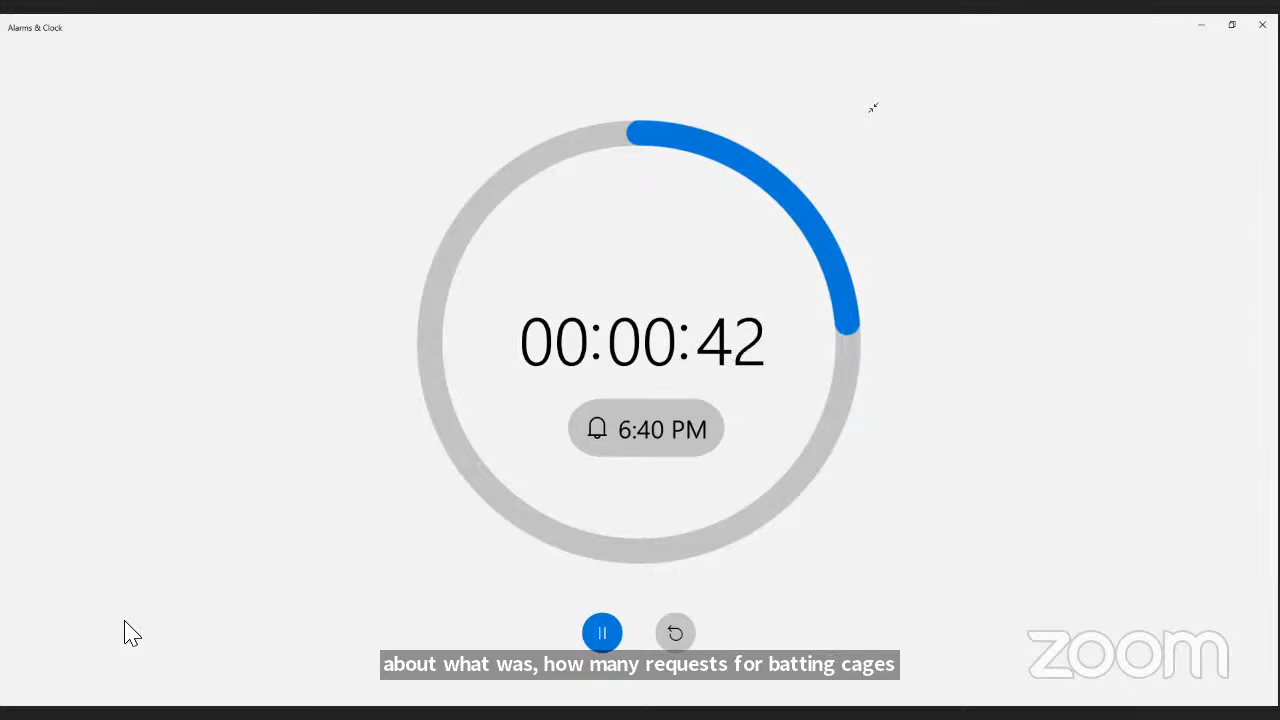 Alarms & Clock
00:00:42
6:40 PM
about what was, how many requests for batting cages
zoom